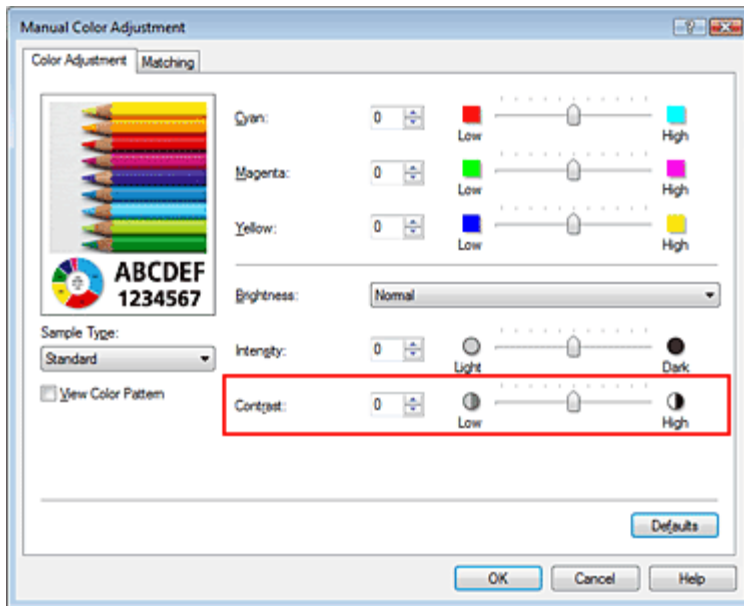 Manual Color Adjustment
Color Adjustment
Matching
ABCDEF
1234567
Sample Type:
Standard
View Color Pattern
Cyan:
0
Low
High
Magenta:
0
Low
High
Yellow:
0
Low
High
Brightness:
Normal
Intensity:
0
Light
Dark
Contrast:
0
Low
High
Defaults
OK
Cancel
Help